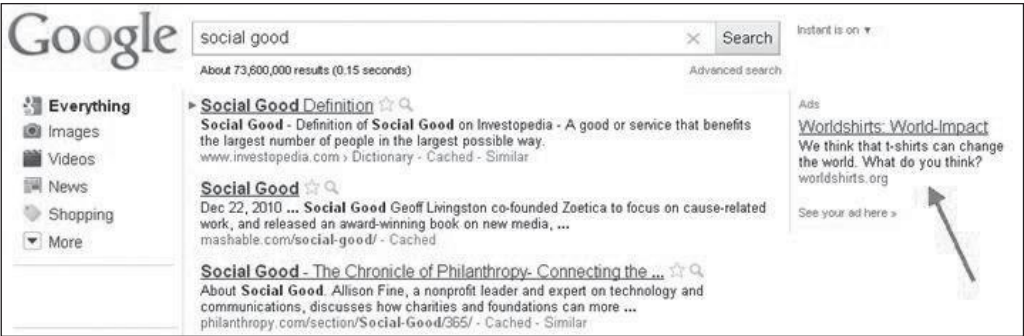 Google
social good
Search
Instant is on
About 73,600,000 results (0.15 seconds)
Advanced search
Everything
Images
Videos
News
Shopping
More
Social Good Definition
Social Good - Definition of Social Good on Investopedia - A good or service that benefits
the largest number of people in the largest possible way.
www.investopedia.com › Dictionary - Cached - Similar
Social Good
Dec 22, 2010 ... Social Good Geoff Livingston co-founded Zoetica to focus on cause-related
work, and released an award-winning book on new media, ...
mashable.com/social-good/ - Cached
Social Good - The Chronicle of Philanthropy- Connecting the ...
About Social Good. Allison Fine, a nonprofit leader and expert on technology and
communications, discusses how charities and foundations can more ...
philanthropy.com/section/Social-Good/365/ - Cached - Similar
Ads
Worldshirts: World-Impact
We think that t-shirts can change
the world. What do you think?
worldshirts.org
See your ad here »